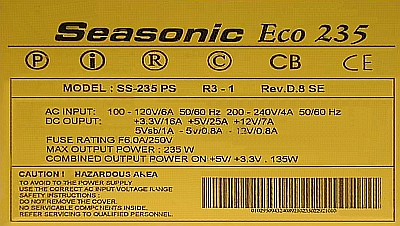 Seasonic Eco 235
P i R C CB CE
MODEL : SS-235 PS R3 - 1 Rev.D.8 SE
AC INPUT: 100 - 120V/6A 50/60 Hz 200 - 240V/4A 50/60 Hz
DC OUTPUT: +3.3V/16A +5V/25A +12V/7A
5Vsb/1A - 5V/0.8A - 12V/0.8A
FUSE RATING F6.0A/250V
MAX OUTPUT POWER : 235 W
COMBINED OUTPUT POWER ON +5V/ +3.3V . 135W
CAUTION ! HAZARDOUS AREA
TO AVOID TO THE POWER SUPPLY
USE THE CORRECT AC INPUT VOLTAGE RANGE
SAFETY INSTRUCTIONS :
DO NOT REMOVE THE COVER
NO SERVICABLE COMPONENTS INSIDE.
REFER SERVICING TO QUALIFIED PERSONNEL.